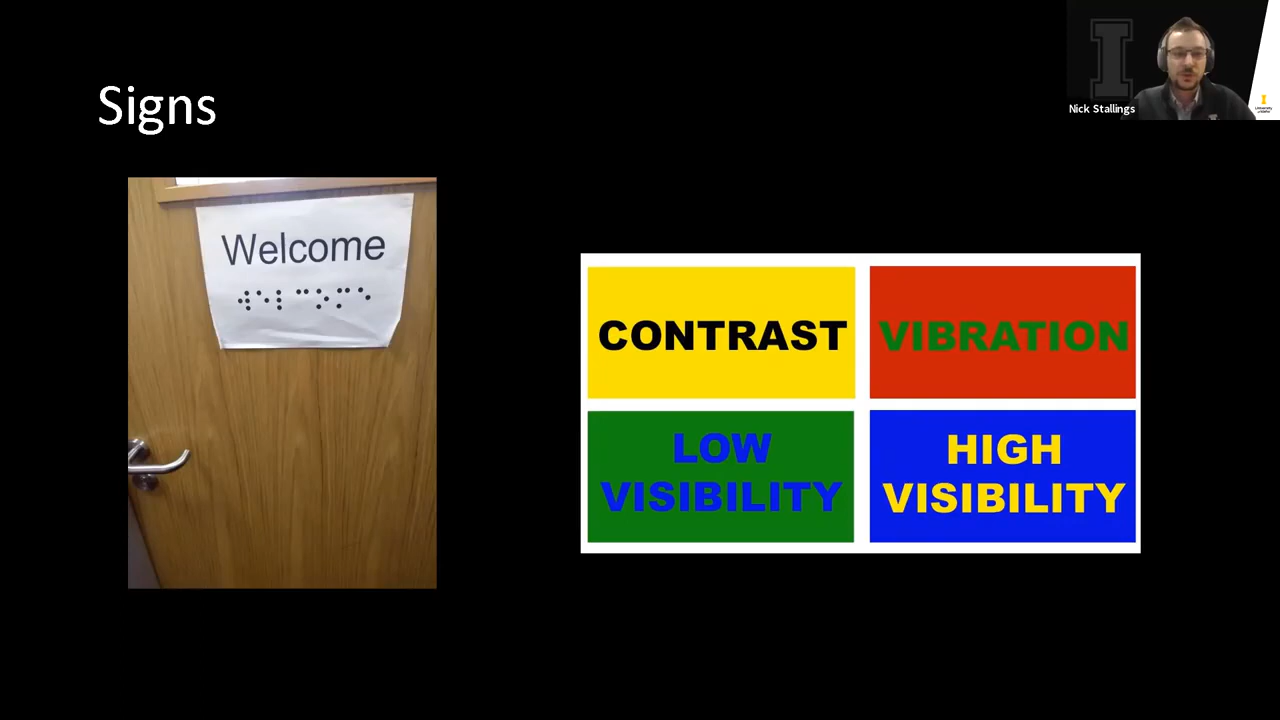 Signs
Nick Stallings
Welcome
⠺⠑⠇⠉⠕⠍⠑
CONTRAST
VIBRATION
LOW
VISIBILITY
HIGH
VISIBILITY